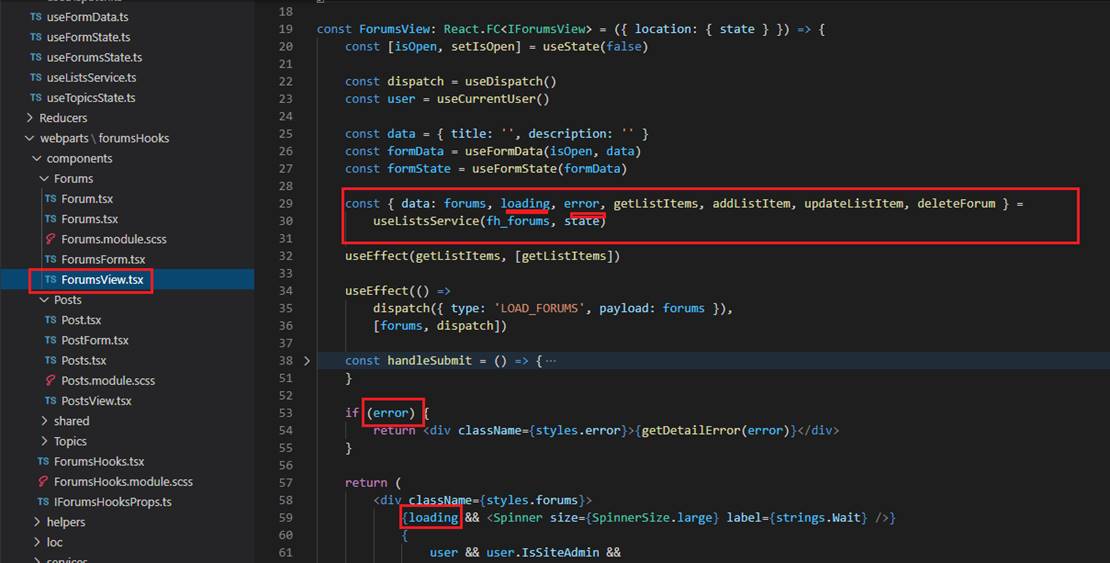 useFormData.ts
useFormState.ts
useForumsState.ts
useListsService.ts
useTopicsState.ts
Reducers
webparts \ forumsHooks
components
Forums
TS Forum.tsx
TS Forums.tsx
Forums.module.scss
TS ForumsForm.tsx
TS ForumsView.tsx
Posts
TS Post.tsx
TS PostForm.tsx
TS Posts.tsx
Posts.module.scss
TS PostsView.tsx
shared
Topics
TS ForumsHooks.tsx
ForumsHooks.module.scss
TS IForumsHooksProps.ts
helpers
loc
services
18
19 const ForumsView: React.FC<IForumsView> = ({ location: { state } }) => {
20 const [isOpen, setIsOpen] = useState(false)
21
22 const dispatch = useDispatch()
23 const user = useCurrentUser()
24
25 const data = { title: '', description: '' }
26 const formData = useFormData(isOpen, data)
27 const formState = useFormState(formData)
28
29 const { data: forums, loading, error, getListItems, addListItem, updateListItem, deleteForum } =
30 useListsService(fh_forums, state)
31
32 useEffect(getListItems, [getListItems])
33
34 useEffect(() =>
35 dispatch({ type: 'LOAD_FORUMS', payload: forums }),
36 [forums, dispatch])
37
38 const handleSubmit = () => {…
51 }
52
53 if (error) {
54 return <div className={styles.error}>{getDetailError(error)}</div>
55 }
56
57 return (
58 <div className={styles.forums}>
59 {loading && <Spinner size={SpinnerSize.large} label={strings.Wait} />}
60 {
61 user && user.IsSiteAdmin &&